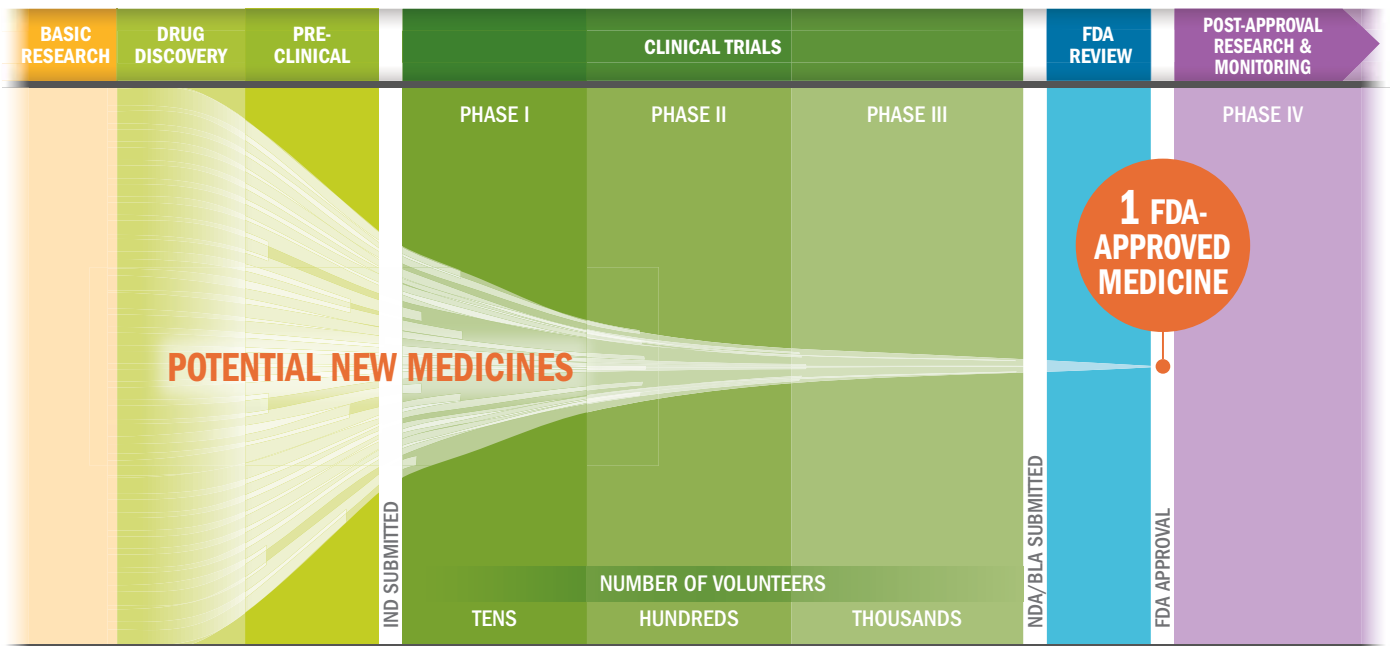 BASIC
RESEARCH
DRUG
DISCOVERY
PRE-
CLINICAL
CLINICAL TRIALS
FDA
REVIEW
POST-APPROVAL
RESEARCH &
MONITORING
PHASE I
PHASE II
PHASE III
PHASE IV
1 FDA-
APPROVED
MEDICINE
POTENTIAL NEW MEDICINES
IND SUBMITTED
NDA/BLA SUBMITTED
FDA APPROVAL
NUMBER OF VOLUNTEERS
TENS
HUNDREDS
THOUSANDS